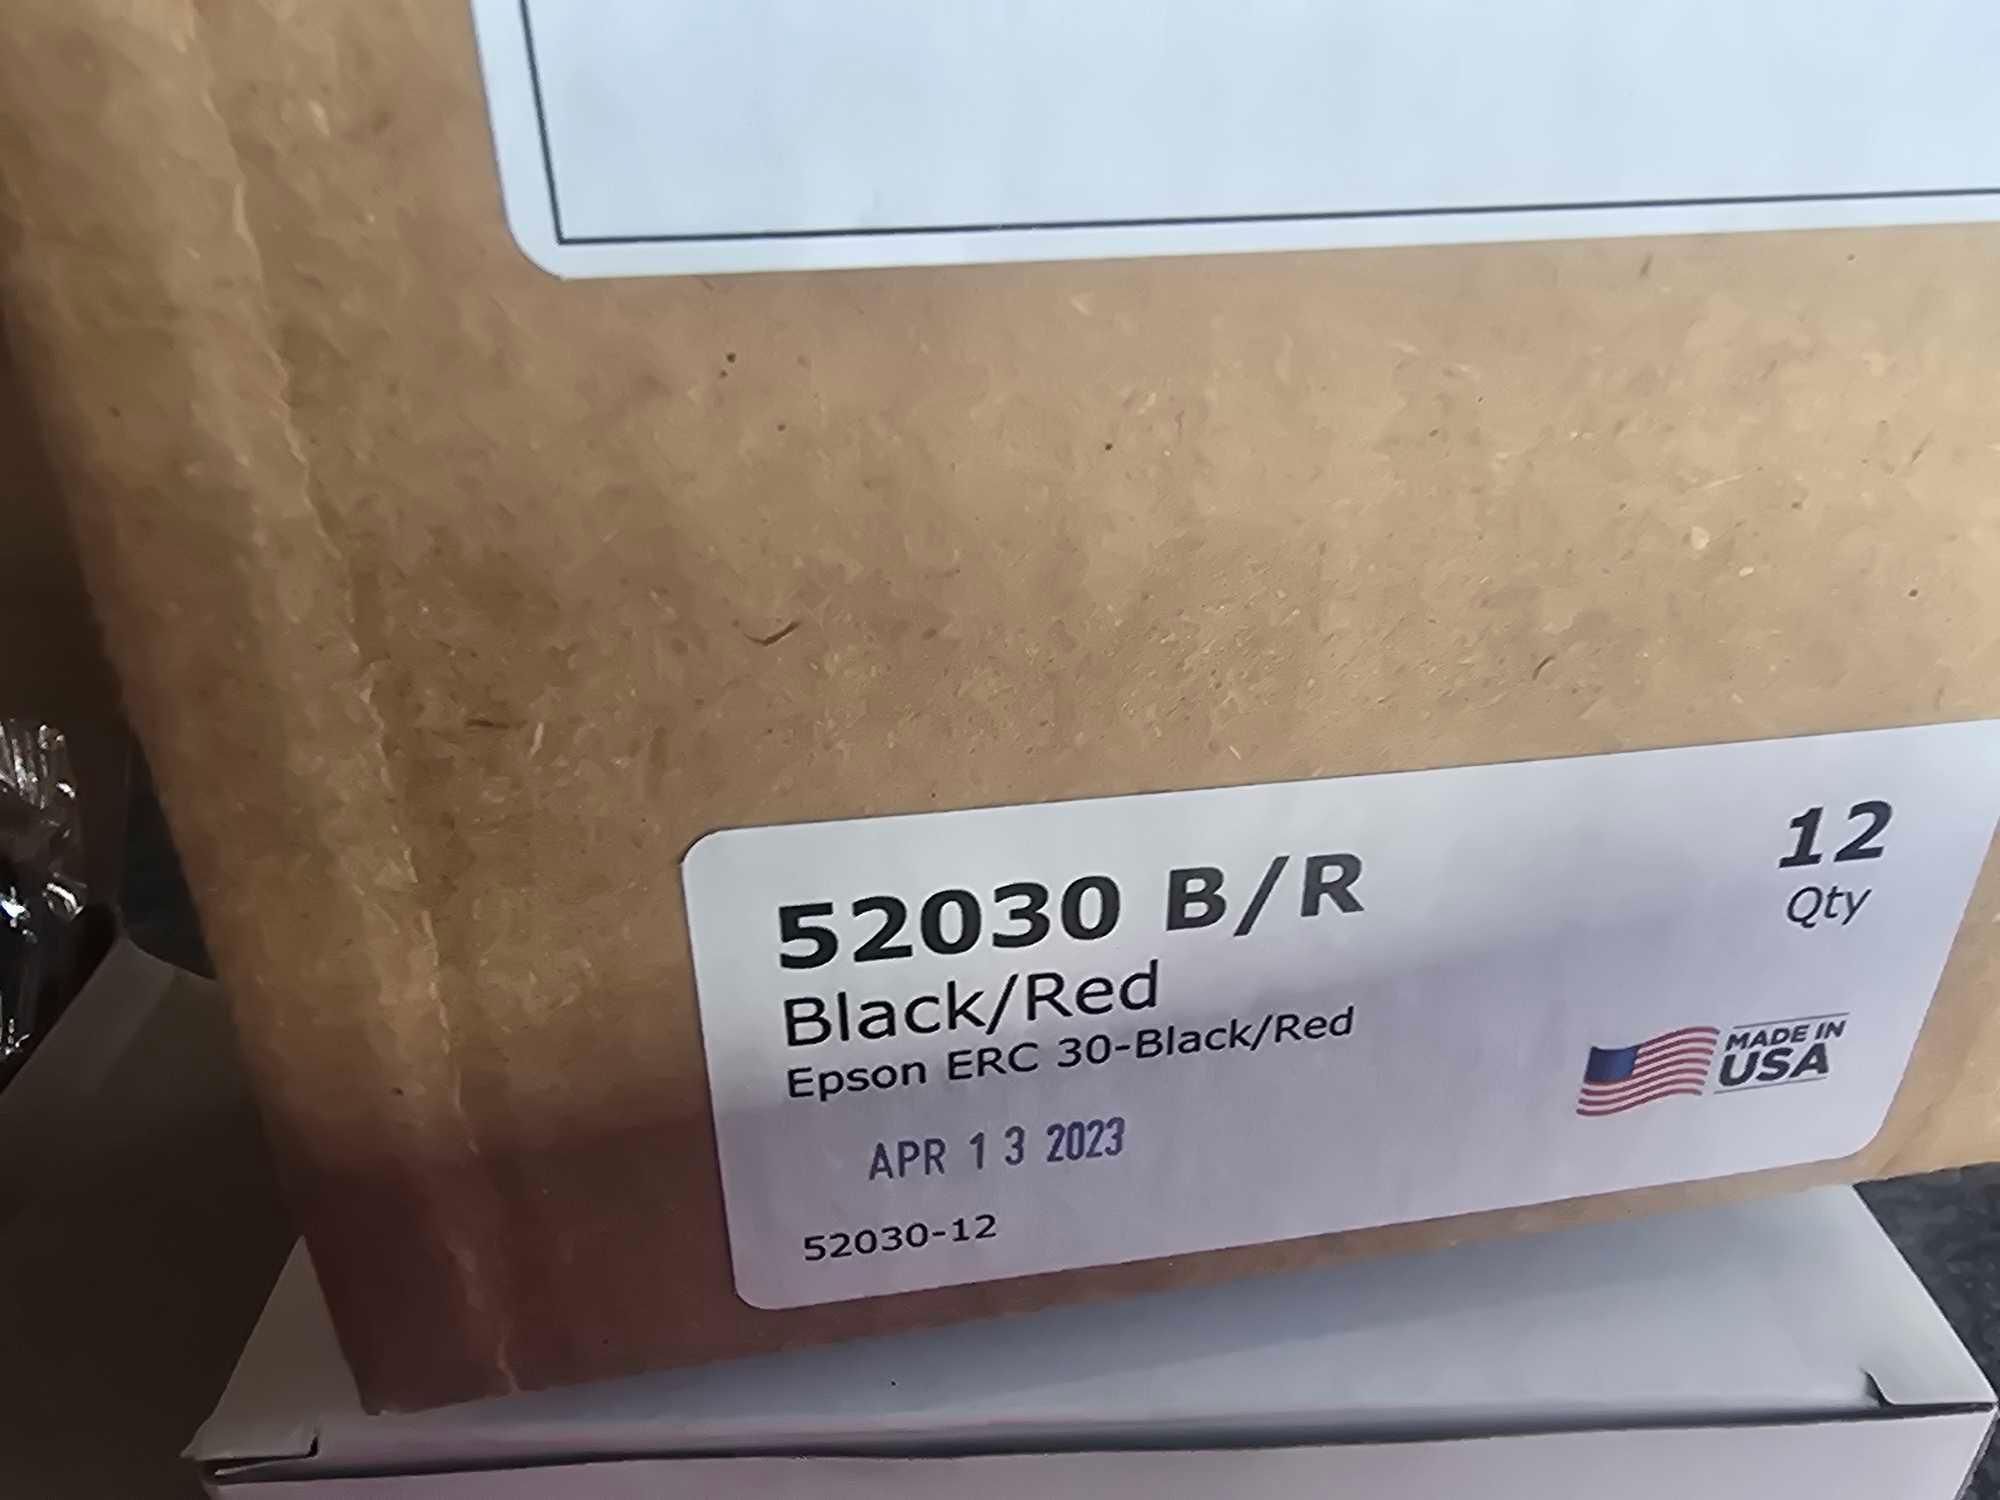 52030 B/R
12
Qty
Black/Red
Epson ERC 30-Black/Red
MADE IN
USA
APR 13 2023
52030-12